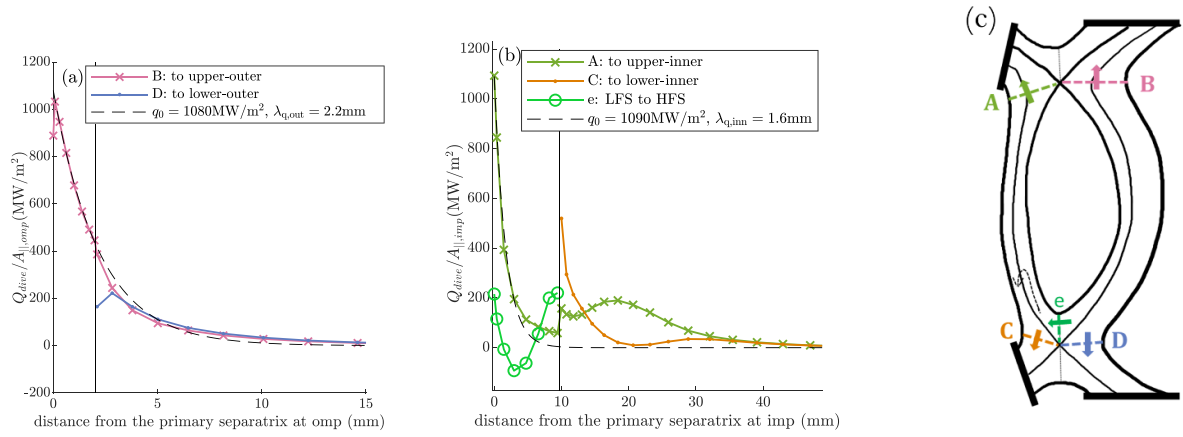 (a)
B: to upper-outer
D: to lower-outer
q₀ = 1080MW/m², λq,out = 2.2mm
1200
1000
800
600
400
200
0
-200
Qdive/A||,omp(MW/m²)
0
5
10
15
distance from the primary separatrix at omp (mm)
(b)
A: to upper-inner
C: to lower-inner
e: LFS to HFS
q₀ = 1090MW/m², λq,inn = 1.6mm
1200
1000
800
600
400
200
0
Qdive/A||,imp(MW/m²)
0
10
20
30
40
distance from the primary separatrix at imp (mm)
(c)
A
B
e
C
D